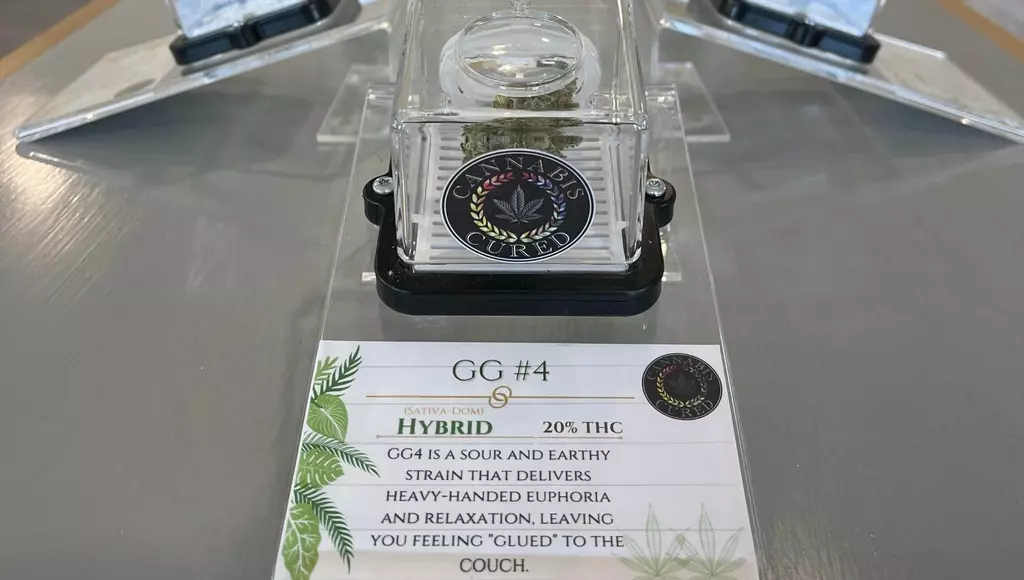 CANNABIS
CURED
GG #4
CANNABIS
CURED
(SATIVA-DOM)
HYBRID 20% THC
GG4 IS A SOUR AND EARTHY
STRAIN THAT DELIVERS
HEAVY-HANDED EUPHORIA
AND RELAXATION, LEAVING
YOU FEELING "GLUED" TO THE
COUCH.